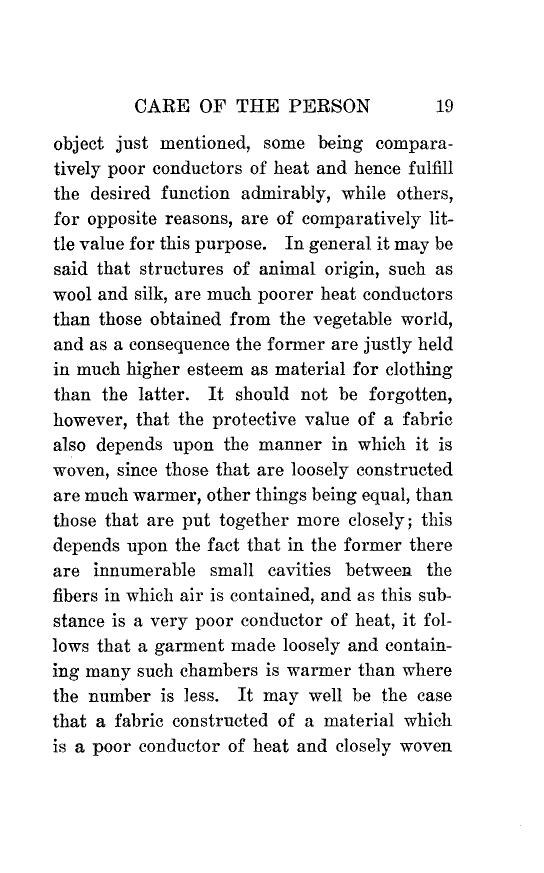 CARE OF THE PERSON 19
object just mentioned, some being compara-
tively poor conductors of heat and hence fulfill
the desired function admirably, while others,
for opposite reasons, are of comparatively lit-
tle value for this purpose. In general it may be
said that structures of animal origin, such as
wool and silk, are much poorer heat conductors
than those obtained from the vegetable world,
and as a consequence the former are justly held
in much higher esteem as material for clothing
than the latter. It should not be forgotten,
however, that the protective value of a fabric
also depends upon the manner in which it is
woven, since those that are loosely constructed
are much warmer, other things being equal, than
those that are put together more closely; this
depends upon the fact that in the former there
are innumerable small cavities between the
fibers in which air is contained, and as this sub-
stance is a very poor conductor of heat, it fol-
lows that a garment made loosely and contain-
ing many such chambers is warmer than where
the number is less. It may well be the case
that a fabric constructed of a material which
is a poor conductor of heat and closely woven